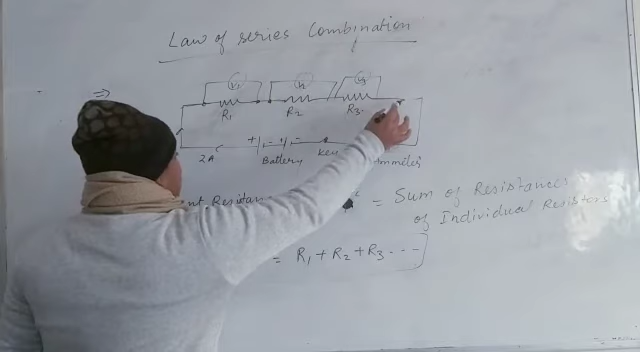 Law of series Combination
V1 V2 V3
R1 R2 R3
2A + - + -
Battery Key Ammeter
= Sum of Resistances
of Individual Resistors
= R1 + R2 + R3 - - -